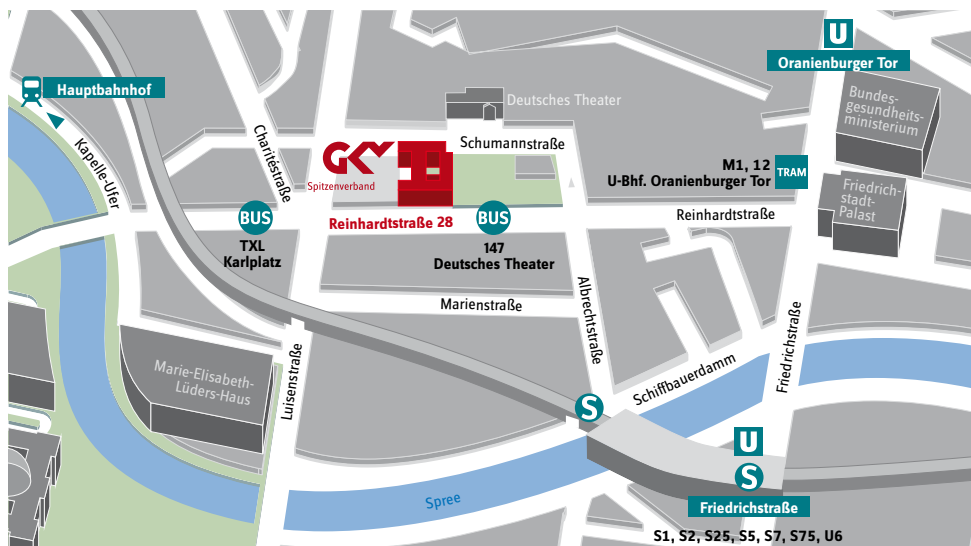 U
Oranienburger Tor
Hauptbahnhof
Bundes-
gesundheits-
ministerium
Deutsches Theater
Kapelle-Ufer
Charitéstraße
Schumannstraße
GKV
Spitzenverband
M1, 12
U-Bhf. Oranienburger Tor
TRAM
Friedrich-
stadt-
Palast
Reinhardtstraße 28
Reinhardtstraße
BUS
TXL
Karlplatz
BUS
147
Deutsches Theater
Marienstraße
Albrechtstraße
Friedrichstraße
Luisenstraße
Marie-Elisabeth-
Lüders-Haus
Schiffbauerdamm
S
U
S
Spree
Friedrichstraße
S1, S2, S25, S5, S7, S75, U6